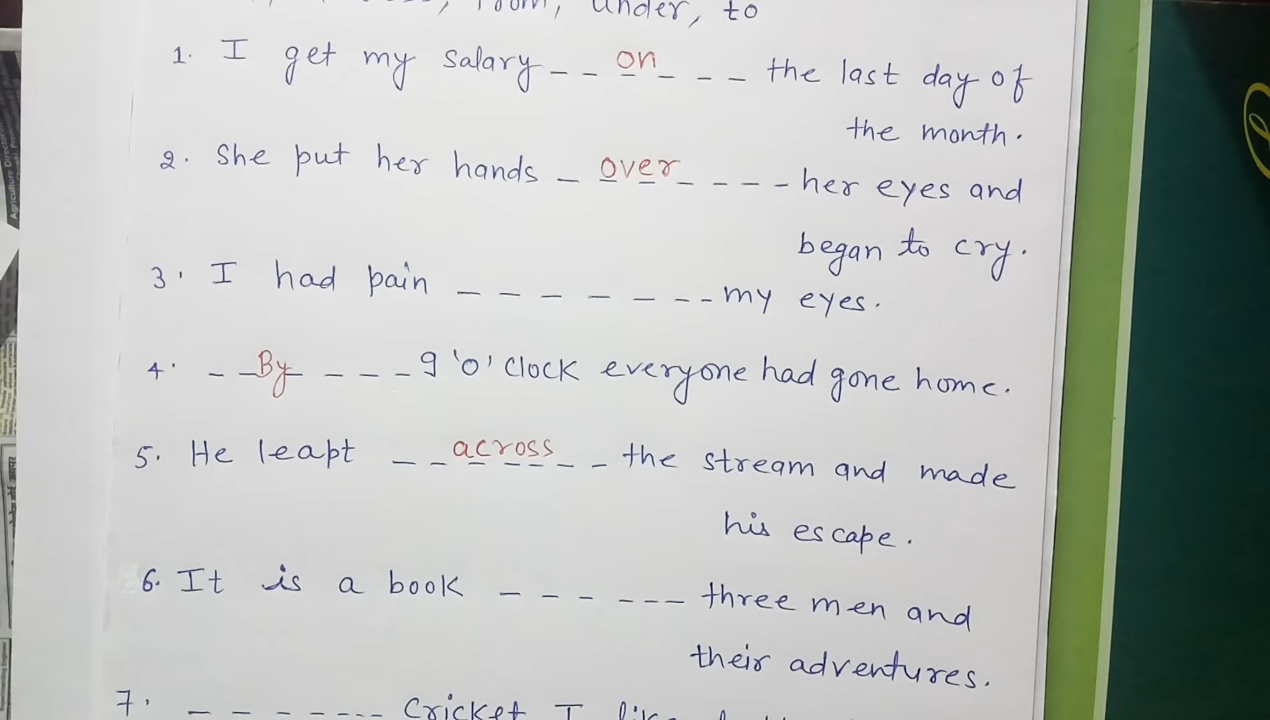 room, under, to
1. I get my salary _ _ on _ _ _ the last day of
the month.
2. She put her hands _ over _ _ _ _ her eyes and
began to cry.
3. I had pain _ _ _ _ _ _ _ my eyes.
4. _ _ By _ _ _ _ 9 'o' clock everyone had gone home.
5. He leapt _ _ across _ _ the stream and made
his escape.
6. It is a book _ _ _ _ _ _ three men and
their adventures.
7. _ _ _ _ _ _ _ Cricket I like